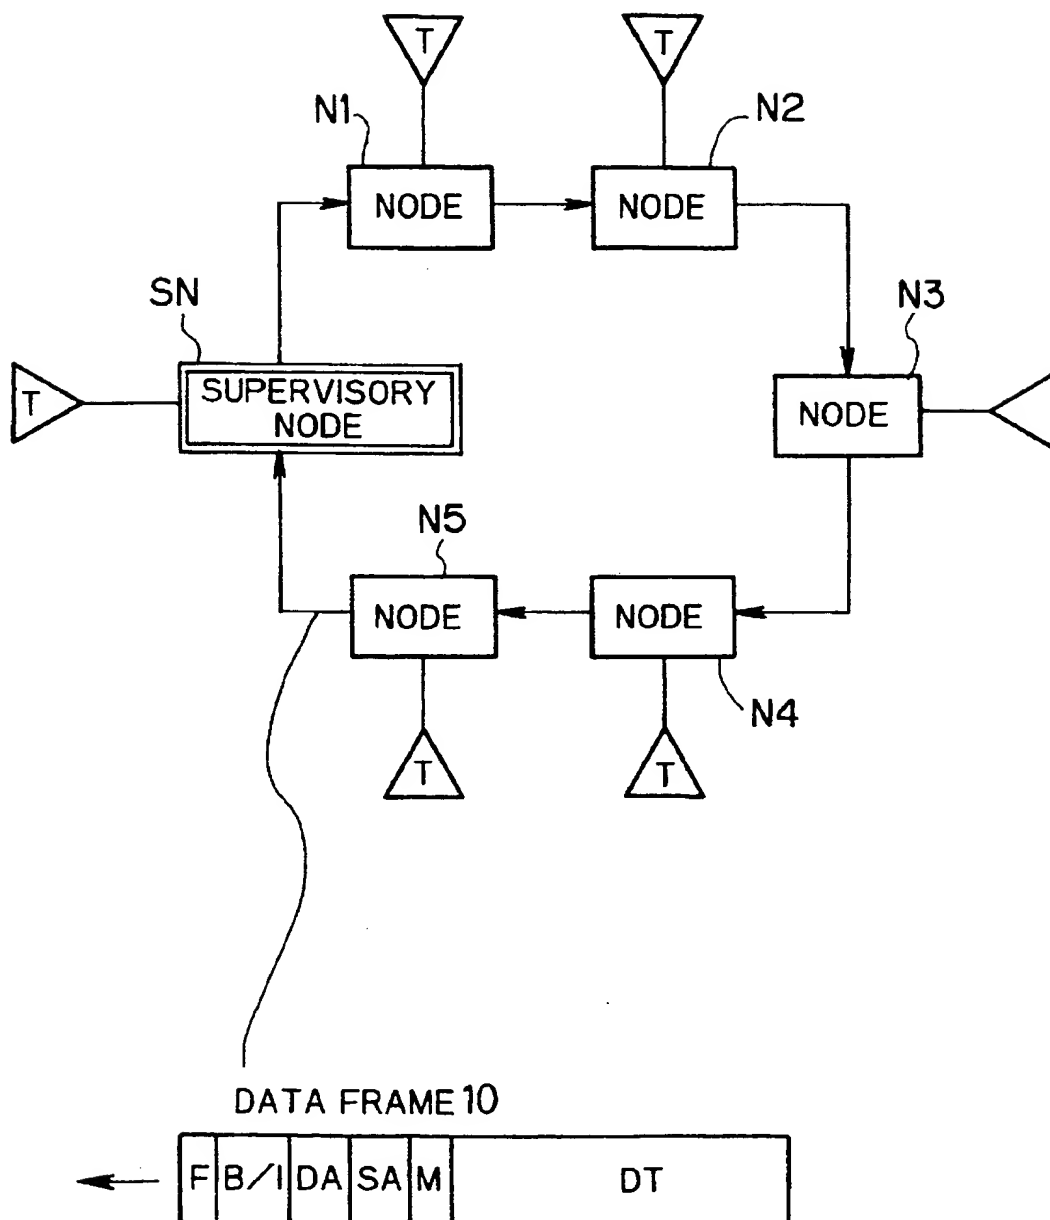 T
T
N1
N2
NODE
NODE
SN
N3
T
SUPERVISORY
NODE
NODE
N5
NODE
NODE
N4
T
T
DATA FRAME 10
F B/I DA SA M DT